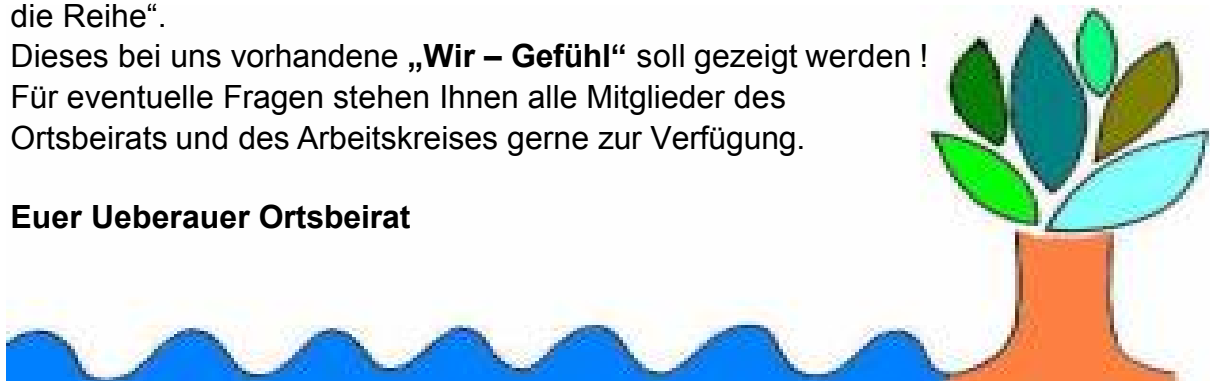 die Reihe“.
Dieses bei uns vorhandene „Wir – Gefühl“ soll gezeigt werden !
Für eventuelle Fragen stehen Ihnen alle Mitglieder des
Ortsbeirats und des Arbeitskreises gerne zur Verfügung.
Euer Ueberauer Ortsbeirat